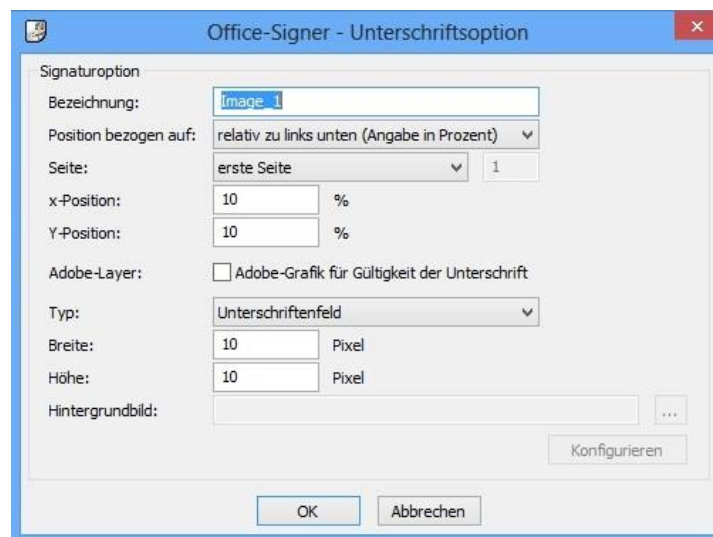 Office-Signer - Unterschriftsoption
Signaturoption
Bezeichnung: Image_1
Position bezogen auf: relativ zu links unten (Angabe in Prozent)
Seite: erste Seite 1
x-Position: 10 %
Y-Position: 10 %
Adobe-Layer: Adobe-Grafik für Gültigkeit der Unterschrift
Typ: Unterschriftenfeld
Breite: 10 Pixel
Höhe: 10 Pixel
Hintergrundbild: ...
Konfigurieren
OK Abbrechen